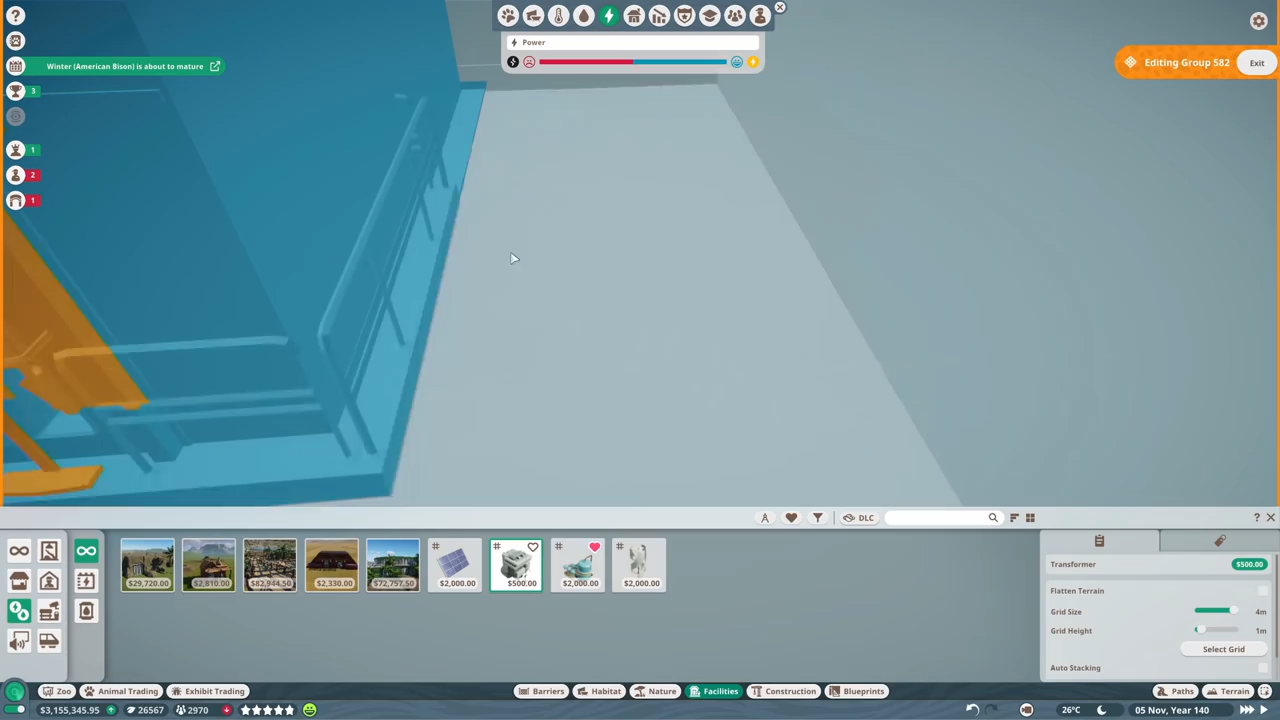 ?
Power
Editing Group 582
Exit
Winter (American Bison) is about to mature
3
1
2
1
DLC
?
$29,720.00
$2,810.00
$82,944.50
$2,330.00
$72,757.50
$2,000.00
$500.00
$2,000.00
$2,000.00
Transformer
$500.00
Flatten Terrain
Grid Size
4m
Grid Height
1m
Select Grid
Auto Stacking
Zoo
Animal Trading
Exhibit Trading
Barriers
Habitat
Nature
Facilities
Construction
Blueprints
Paths
Terrain
$3,155,345.95
26567
2970
26°C
05 Nov, Year 140